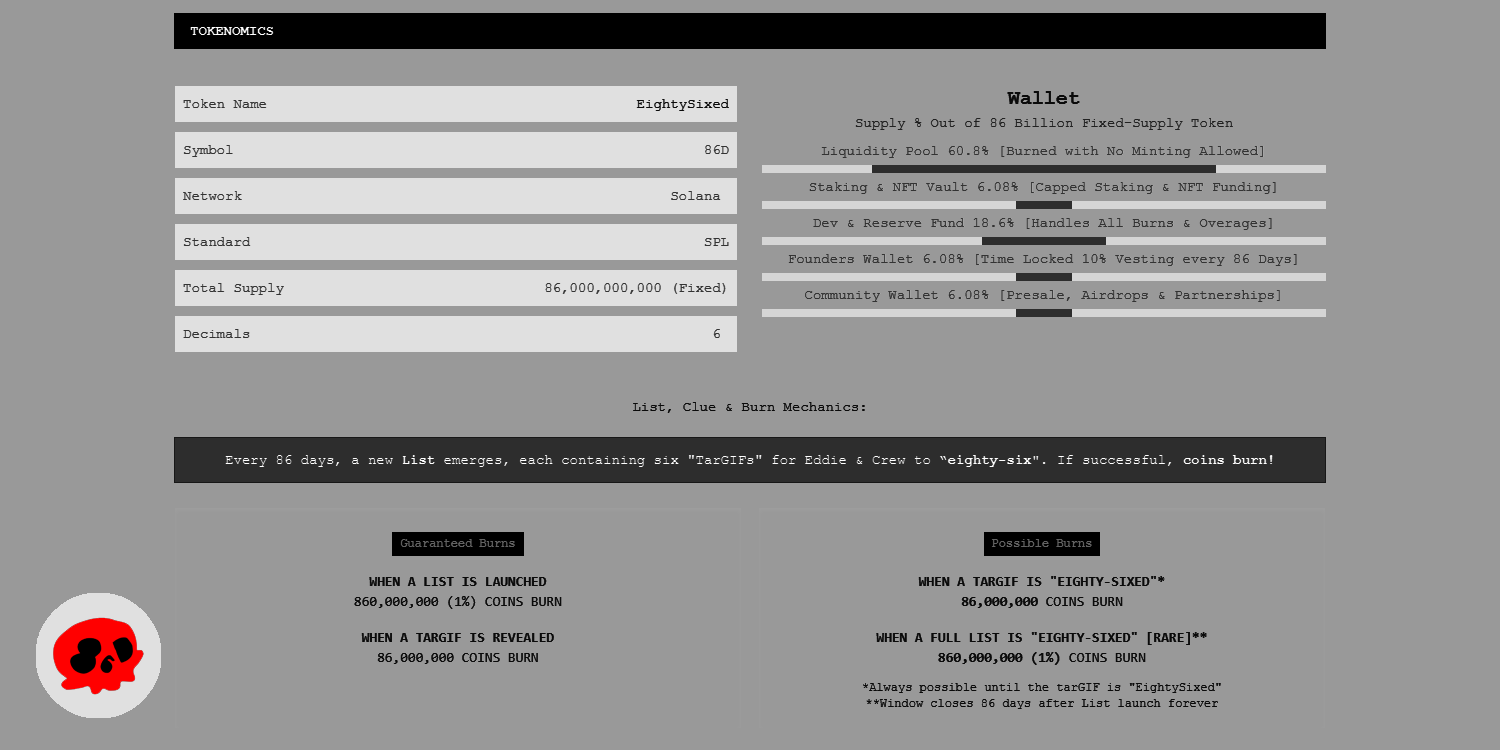 TOKENOMICS
Token Name EightySixed
Symbol 86D
Network Solana
Standard SPL
Total Supply 86,000,000,000 (Fixed)
Decimals 6
Wallet
Supply % Out of 86 Billion Fixed-Supply Token
Liquidity Pool 60.8% [Burned with No Minting Allowed]
Staking & NFT Vault 6.08% [Capped Staking & NFT Funding]
Dev & Reserve Fund 18.6% [Handles All Burns & Overages]
Founders Wallet 6.08% [Time Locked 10% Vesting every 86 Days]
Community Wallet 6.08% [Presale, Airdrops & Partnerships]
List, Clue & Burn Mechanics:
Every 86 days, a new List emerges, each containing six "TarGIFs" for Eddie & Crew to “eighty-six". If successful, coins burn!
Guaranteed Burns
WHEN A LIST IS LAUNCHED
860,000,000 (1%) COINS BURN
WHEN A TARGIF IS REVEALED
86,000,000 COINS BURN
Possible Burns
WHEN A TARGIF IS "EIGHTY-SIXED"*
86,000,000 COINS BURN
WHEN A FULL LIST IS "EIGHTY-SIXED" [RARE]**
860,000,000 (1%) COINS BURN
*Always possible until the tarGIF is "EightySixed"
**Window closes 86 days after List launch forever